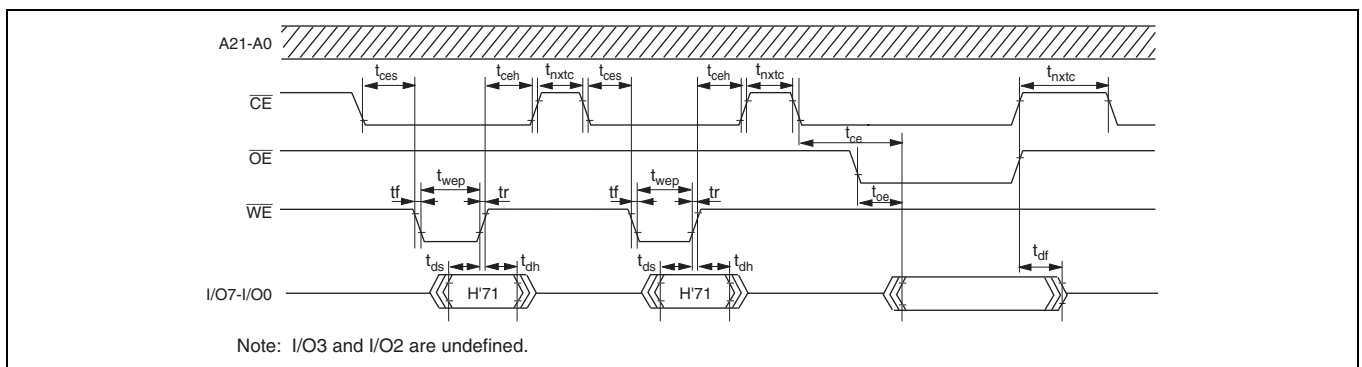 A21-A0
tces tceh tnxtc tces tceh tnxtc tnxtc
CE
tce
OE
twep twep
tf tr tf tr toe
WE
tds tdh tds tdh tdf
I/O7-I/O0 H'71 H'71
Note: I/O3 and I/O2 are undefined.